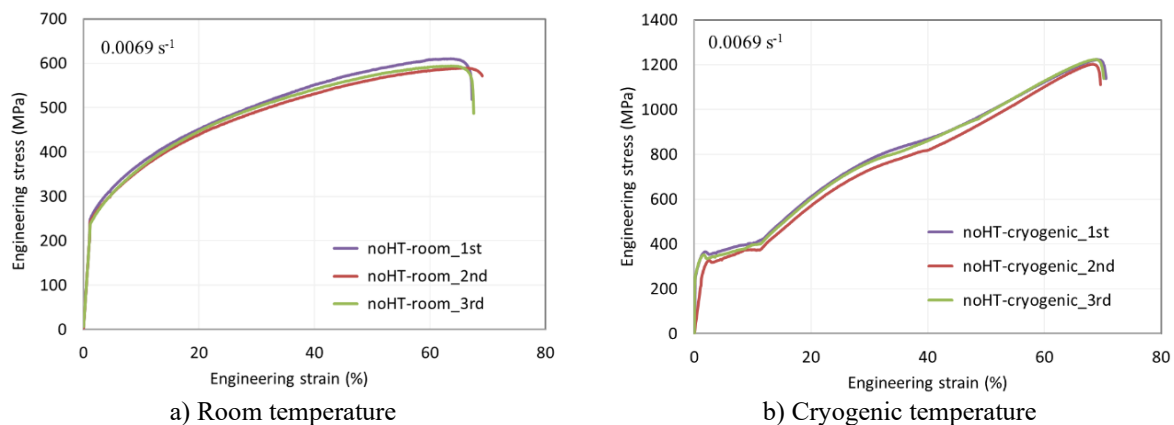 700
600
500
400
300
200
100
0
0.0069 s⁻¹
Engineering stress (MPa)
noHT-room_1st
noHT-room_2nd
noHT-room_3rd
0 20 40 60 80
Engineering strain (%)
a) Room temperature
1400
1200
1000
800
600
400
200
0
0.0069 s⁻¹
Engineering stress (MPa)
noHT-cryogenic_1st
noHT-cryogenic_2nd
noHT-cryogenic_3rd
0 20 40 60 80
Engineering strain (%)
b) Cryogenic temperature